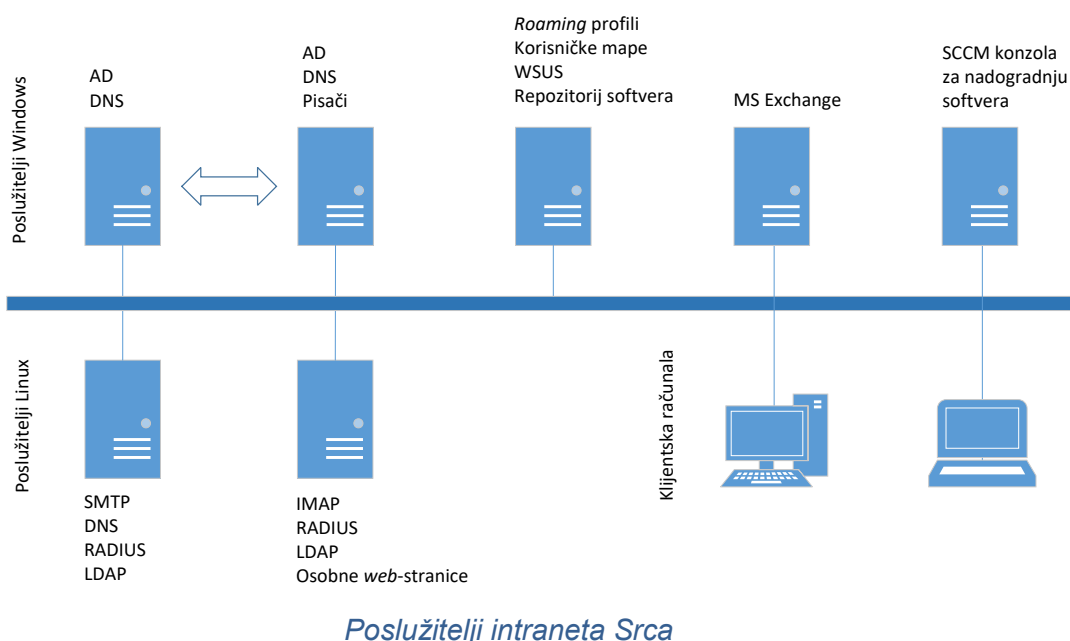 Poslužitelji Windows
AD
DNS
AD
DNS
Pisači
Roaming profili
Korisničke mape
WSUS
Repozitorij softvera
MS Exchange
SCCM konzola
za nadogradnju
softvera
Poslužitelji Linux
SMTP
DNS
RADIUS
LDAP
IMAP
RADIUS
LDAP
Osobne web-stranice
Klijentska računala
Poslužitelji intraneta Srca